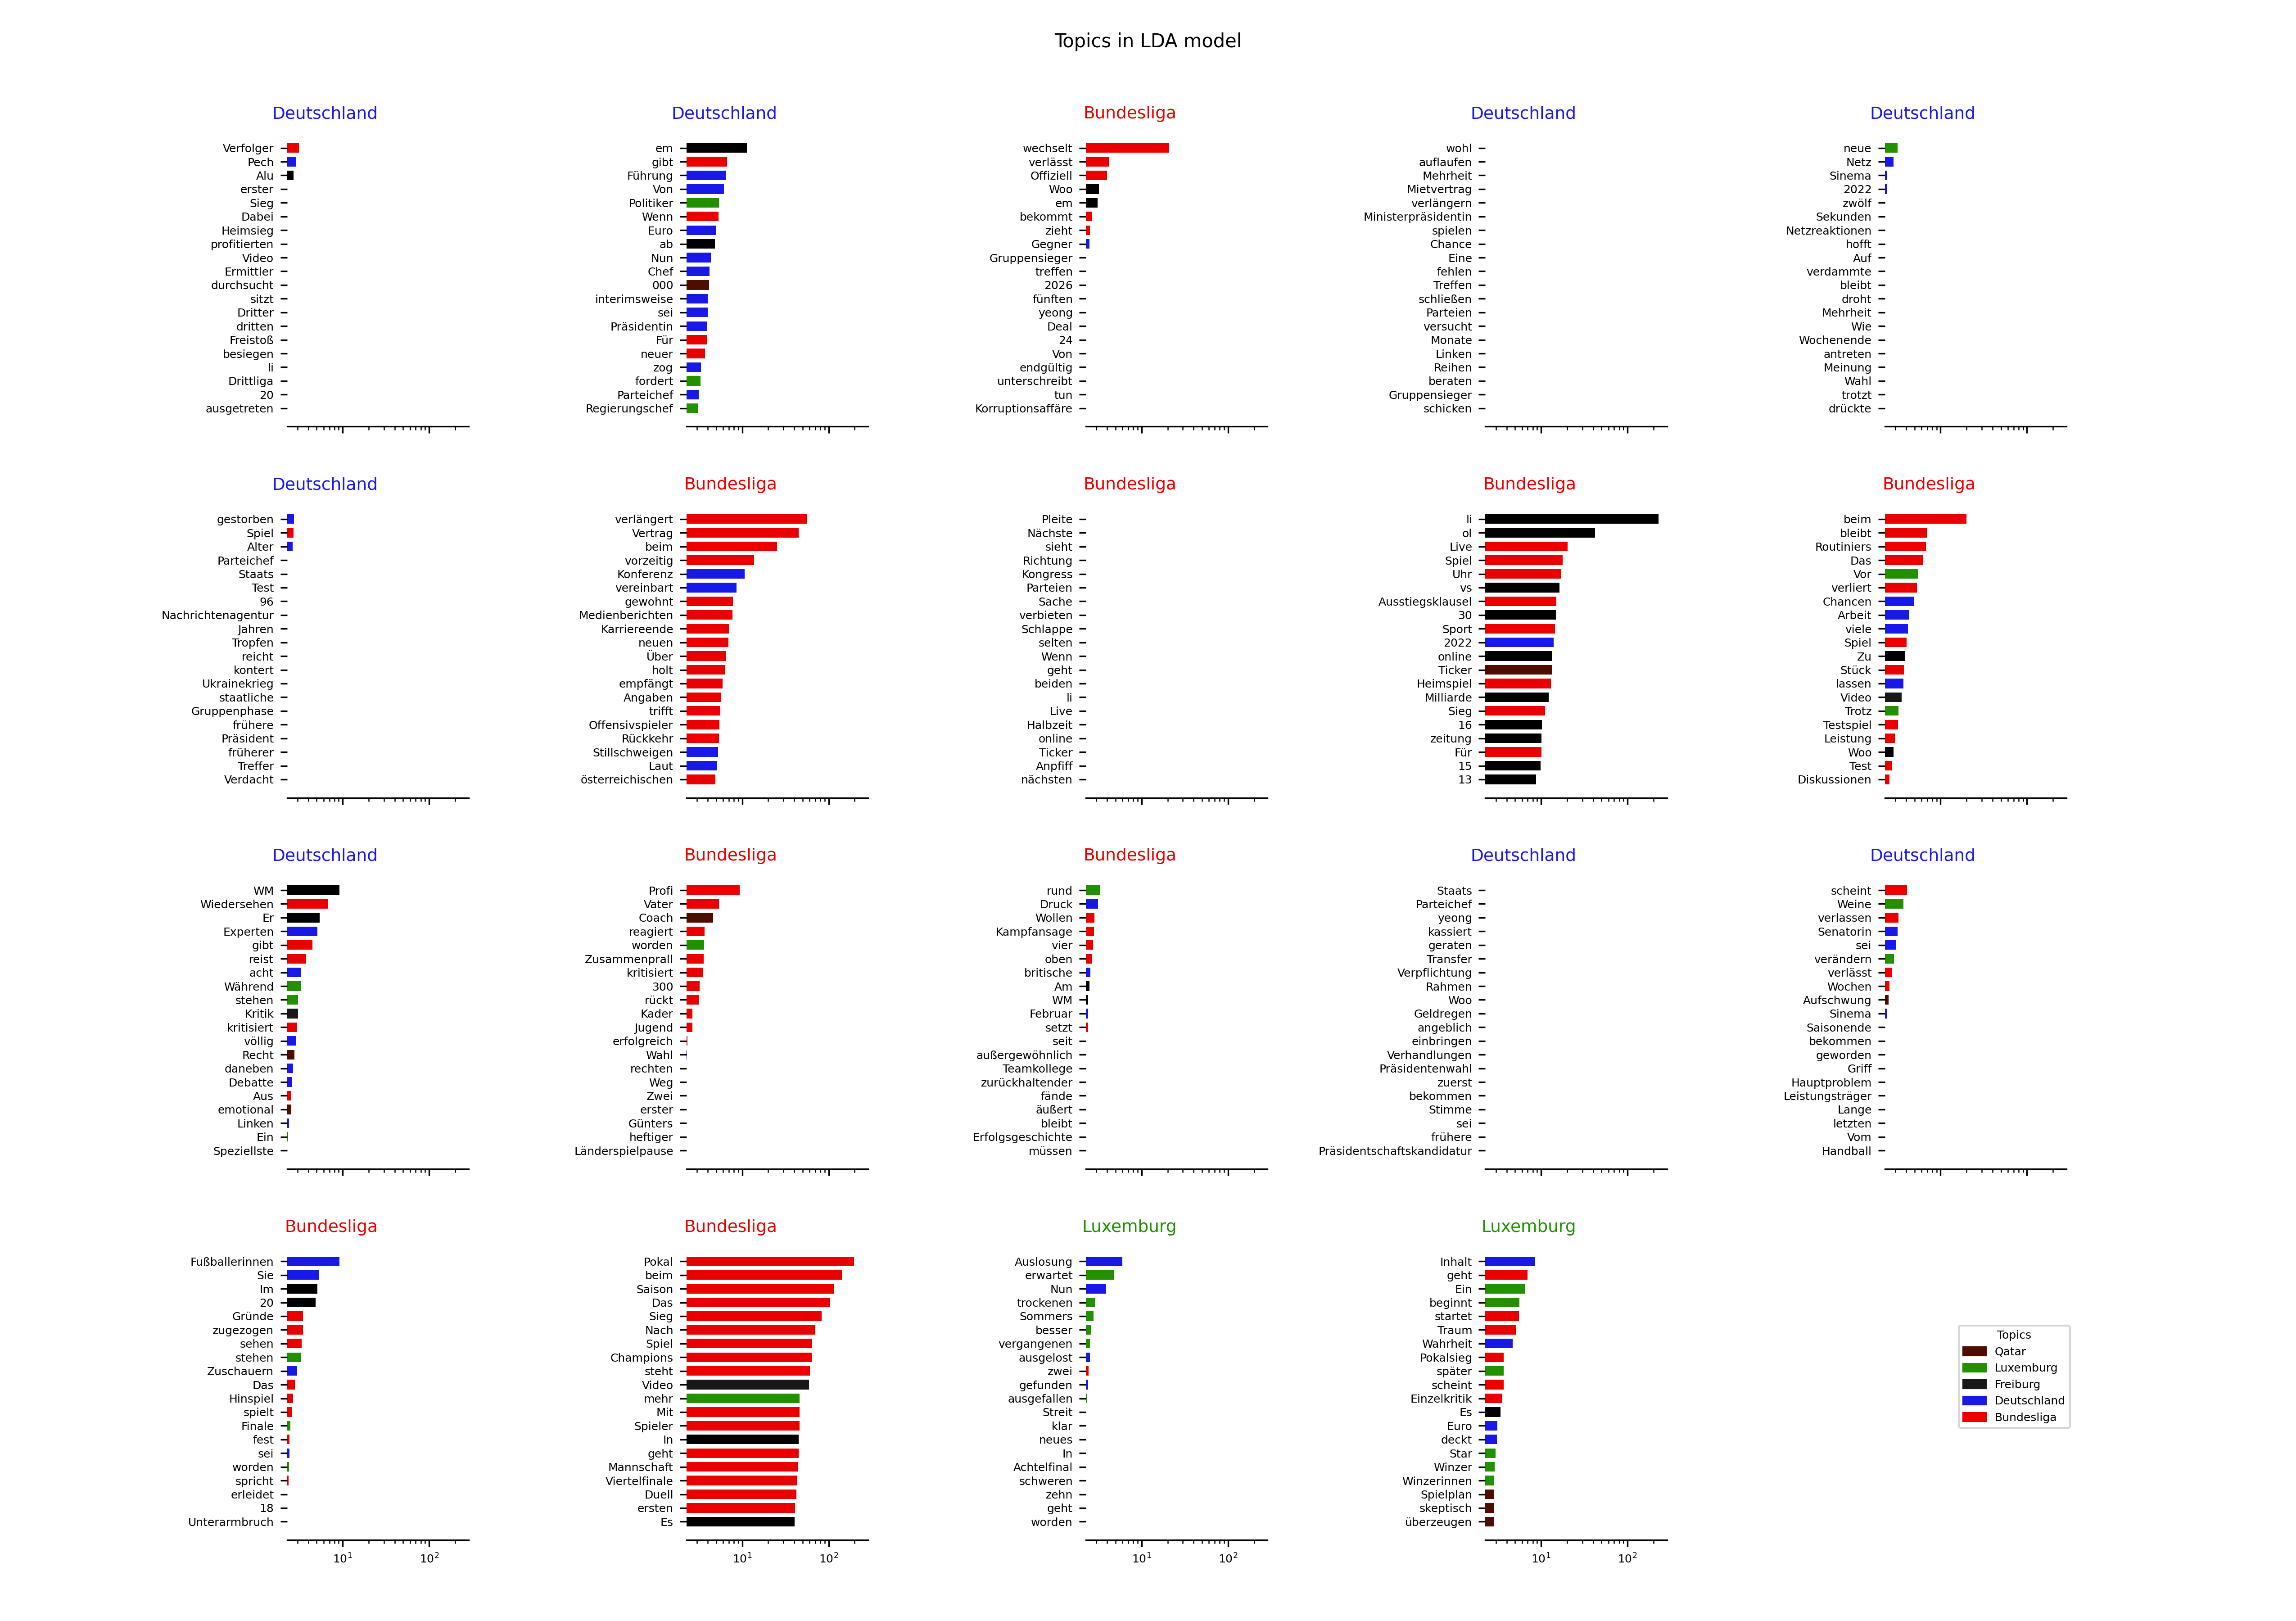 Topics in LDA model
Deutschland
Verfolger
Pech
Alu
erster
Sieg
Dabei
Heimsieg
profitierten
Video
Ermittler
durchsucht
sitzt
Dritter
dritten
Freistoß
besiegen
li
Drittliga
20
ausgetreten
Deutschland
em
gibt
Führung
Von
Politiker
Wenn
Euro
ab
Nun
Chef
000
interimsweise
sei
Präsidentin
Für
neuer
zog
fordert
Parteichef
Regierungschef
Bundesliga
wechselt
verlässt
Offiziell
Woo
em
bekommt
zieht
Gegner
Gruppensieger
treffen
2026
fünften
yeong
Deal
24
Von
endgültig
unterschreibt
tun
Korruptionsaffäre
Deutschland
wohl
auflaufen
Mehrheit
Mietvertrag
verlängern
Ministerpräsidentin
spielen
Chance
Eine
fehlen
Treffen
schließen
Parteien
versucht
Monate
Linken
Reihen
beraten
Gruppensieger
schicken
Deutschland
neue
Netz
Sinema
2022
zwölf
Sekunden
Netzreaktionen
hofft
Auf
verdammte
bleibt
droht
Mehrheit
Wie
Wochenende
antreten
Meinung
Wahl
trotzt
drückte
Deutschland
gestorben
Spiel
Alter
Parteichef
Staats
Test
96
Nachrichtenagentur
Jahren
Tropfen
reicht
kontert
Ukrainekrieg
staatliche
Gruppenphase
frühere
Präsident
früherer
Treffer
Verdacht
Bundesliga
verlängert
Vertrag
beim
vorzeitig
Konferenz
vereinbart
gewohnt
Medienberichten
Karriereende
neuen
Über
holt
empfängt
Angaben
trifft
Offensivspieler
Rückkehr
Stillschweigen
Laut
österreichischen
Bundesliga
Pleite
Nächste
sieht
Richtung
Kongress
Parteien
Sache
verbieten
Schlappe
selten
Wenn
geht
beiden
li
Live
Halbzeit
online
Ticker
Anpfiff
nächsten
Bundesliga
li
ol
Live
Spiel
Uhr
vs
Ausstiegsklausel
30
Sport
2022
online
Ticker
Heimspiel
Milliarde
Sieg
16
zeitung
Für
15
13
Bundesliga
beim
bleibt
Routiniers
Das
Vor
verliert
Chancen
Arbeit
viele
Spiel
Zu
Stück
lassen
Video
Trotz
Testspiel
Leistung
Woo
Test
Diskussionen
Deutschland
WM
Wiedersehen
Er
Experten
gibt
reist
acht
Während
stehen
Kritik
kritisiert
völlig
Recht
daneben
Debatte
Aus
emotional
Linken
Ein
Speziellste
Bundesliga
Profi
Vater
Coach
reagiert
worden
Zusammenprall
kritisiert
300
rückt
Kader
Jugend
erfolgreich
Wahl
rechten
Weg
Zwei
erster
Günters
heftiger
Länderspielpause
Bundesliga
rund
Druck
Wollen
Kampfansage
vier
oben
britische
Am
WM
Februar
setzt
seit
außergewöhnlich
Teamkollege
zurückhaltender
fände
äußert
bleibt
Erfolgsgeschichte
müssen
Deutschland
Staats
Parteichef
yeong
kassiert
geraten
Transfer
Verpflichtung
Rahmen
Woo
Geldregen
angeblich
einbringen
Verhandlungen
Präsidentenwahl
zuerst
bekommen
Stimme
sei
frühere
Präsidentschaftskandidatur
Deutschland
scheint
Weine
verlassen
Senatorin
sei
verändern
verlässt
Wochen
Aufschwung
Sinema
Saisonende
bekommen
geworden
Griff
Hauptproblem
Leistungsträger
Lange
letzten
Vom
Handball
Bundesliga
Fußballerinnen
Sie
Im
20
Gründe
zugezogen
sehen
stehen
Zuschauern
Das
Hinspiel
spielt
Finale
fest
sei
worden
spricht
erleidet
18
Unterarmbruch
10¹ 10²
Bundesliga
Pokal
beim
Saison
Das
Sieg
Nach
Spiel
Champions
steht
Video
mehr
Mit
Spieler
In
geht
Mannschaft
Viertelfinale
Duell
ersten
Es
10¹ 10²
Luxemburg
Auslosung
erwartet
Nun
trockenen
Sommers
besser
vergangenen
ausgelost
zwei
gefunden
ausgefallen
Streit
klar
neues
In
Achtelfinal
schweren
zehn
geht
worden
10¹ 10²
Luxemburg
Inhalt
geht
Ein
beginnt
startet
Traum
Wahrheit
Pokalsieg
später
scheint
Einzelkritik
Es
Euro
deckt
Star
Winzer
Winzerinnen
Spielplan
skeptisch
überzeugen
10¹ 10²
Topics
Qatar
Luxemburg
Freiburg
Deutschland
Bundesliga